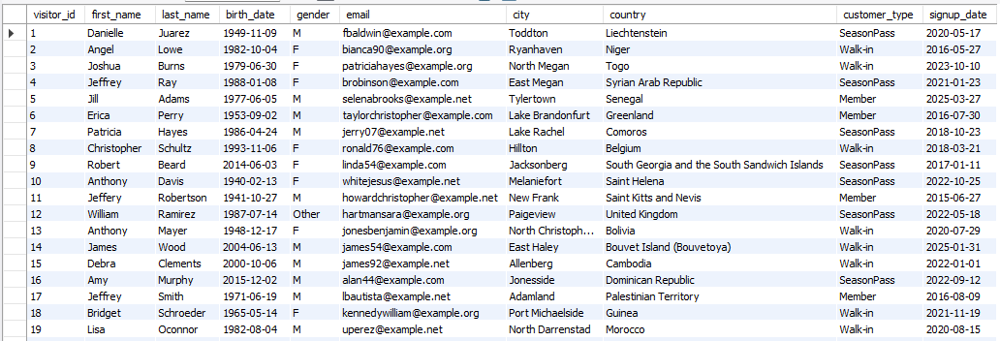 visitor_id first_name last_name birth_date gender email city country customer_type signup_date
1 Danielle Juarez 1949-11-09 M fbaldwin@example.com Toddton Liechtenstein SeasonPass 2020-05-17
2 Angel Lowe 1982-10-04 F bianca90@example.org Ryanhaven Niger Walk-in 2016-05-27
3 Joshua Burns 1979-06-30 F patriciahayes@example.org North Megan Togo Walk-in 2023-10-10
4 Jeffrey Ray 1988-01-08 F brobinson@example.com East Megan Syrian Arab Republic SeasonPass 2021-01-23
5 Jill Adams 1977-06-05 M selenabrooks@example.net Tylertown Senegal Member 2025-03-27
6 Erica Perry 1953-09-02 M taylorchristopher@example.com Lake Brandonfurt Greenland Member 2016-07-30
7 Patricia Hayes 1986-04-24 M jerry07@example.net Lake Rachel Comoros SeasonPass 2018-10-23
8 Christopher Schultz 1993-11-06 F ronald76@example.com Hillton Belgium Walk-in 2018-03-21
9 Robert Beard 2014-06-03 F linda54@example.com Jacksonberg South Georgia and the South Sandwich Islands SeasonPass 2017-01-11
10 Anthony Davis 1940-02-13 F whitejesus@example.net Melaniefort Saint Helena SeasonPass 2022-10-25
11 Jeffery Robertson 1941-10-27 M howardchristopher@example.net New Frank Saint Kitts and Nevis Member 2015-06-27
12 William Ramirez 1987-07-14 Other hartmansara@example.org Paigeview United Kingdom SeasonPass 2022-05-18
13 Anthony Mayer 1948-12-17 F jonesbenjamin@example.org North Christoph... Bolivia Walk-in 2020-07-29
14 James Wood 2004-06-13 M james54@example.com East Haley Bouvet Island (Bouvetoya) Walk-in 2025-01-31
15 Debra Clements 2000-10-06 M james92@example.net Allenberg Cambodia Walk-in 2022-01-01
16 Amy Murphy 2015-12-02 M alan44@example.com Jonesside Dominican Republic SeasonPass 2022-09-12
17 Jeffrey Smith 1971-06-19 M lbautista@example.net Adamland Palestinian Territory Member 2016-08-09
18 Bridget Schroeder 1965-05-14 F kennedywilliam@example.org Port Michaelside Guinea Walk-in 2021-11-19
19 Lisa Oconnor 1982-08-04 M uperez@example.net North Darrenstad Morocco Walk-in 2020-08-15